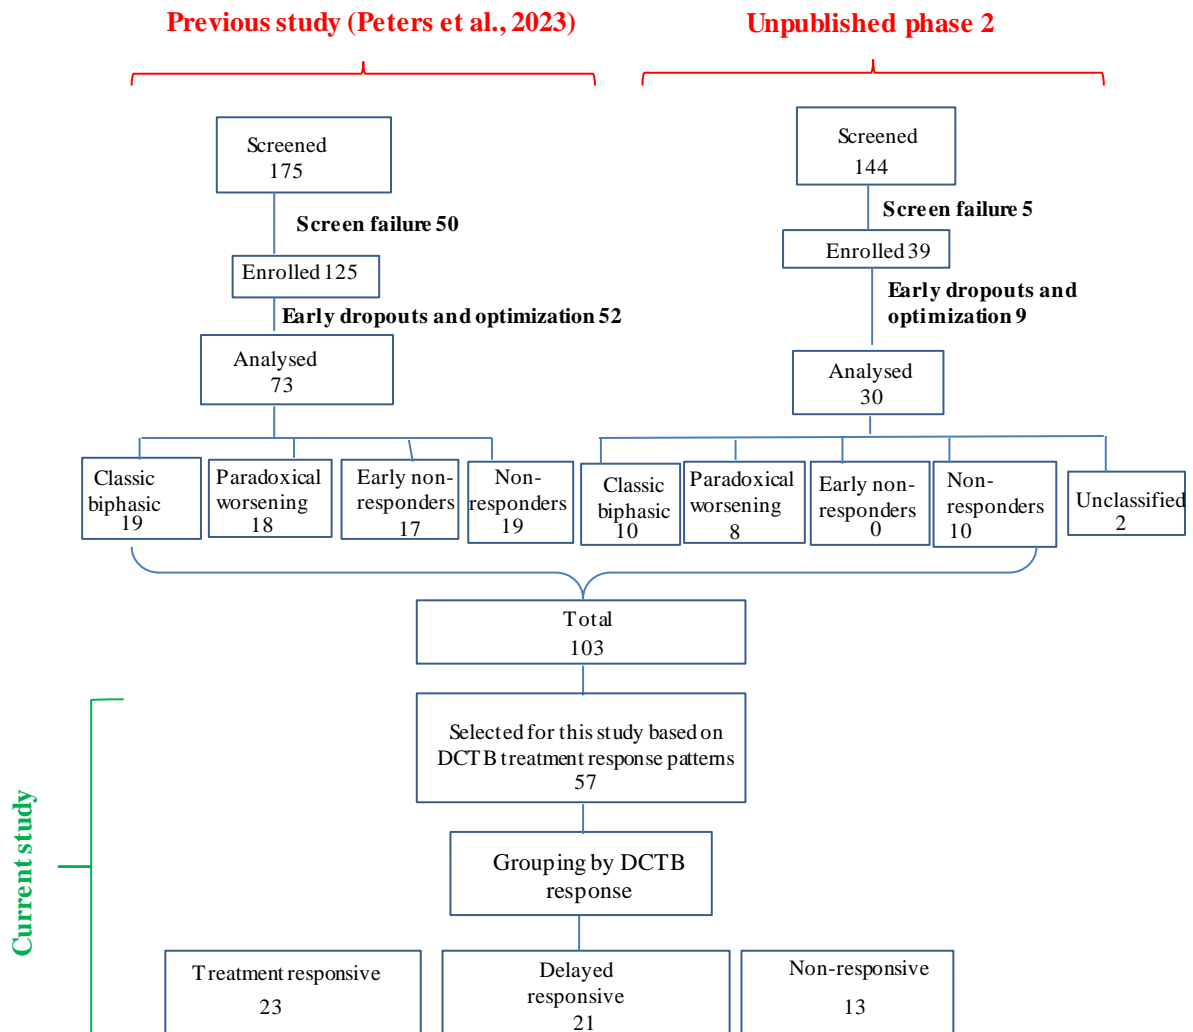 Previous study (Peters et al., 2023)
Unpublished phase 2
Screened
175
Screen failure 50
Enrolled 125
Early dropouts and optimization 52
Analysed
73
Classic
biphasic
19
Paradoxical
worsening
18
Early non-
responders
17
Non-
responders
19
Screened
144
Screen failure 5
Enrolled 39
Early dropouts and
optimization 9
Analysed
30
Classic
biphasic
10
Paradoxical
worsening
8
Early non-
responders
0
Non-
responders
10
Unclassified
2
Total
103
Current study
Selected for this study based on
DCTB treatment response patterns
57
Grouping by DCTB
response
Treatment responsive
23
Delayed
responsive
21
Non-responsive
13